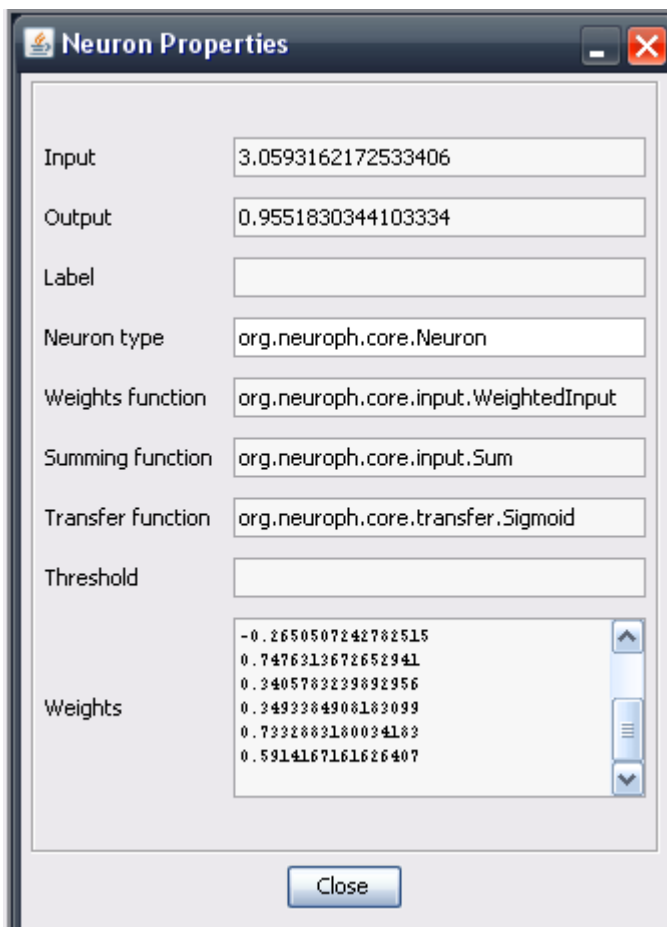 Neuron Properties
Input 3.0593162172533406
Output 0.9551830344103334
Label
Neuron type org.neuroph.core.Neuron
Weights function org.neuroph.core.input.WeightedInput
Summing function org.neuroph.core.input.Sum
Transfer function org.neuroph.core.transfer.Sigmoid
Threshold
Weights
-0.2650507242782515
0.7476313672652941
0.3405783239892956
0.3493384908183099
0.7332883180034183
0.5914167161626407
Close